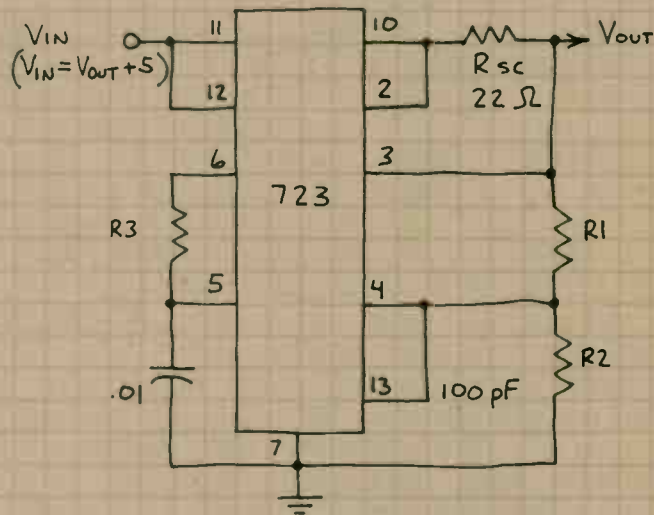 VIN
(VIN = VOUT + 5)
11
12
10
2
RSC
22 Ω
VOUT
6
3
723
R3
R1
5
4
.01
13
100 pF
R2
7